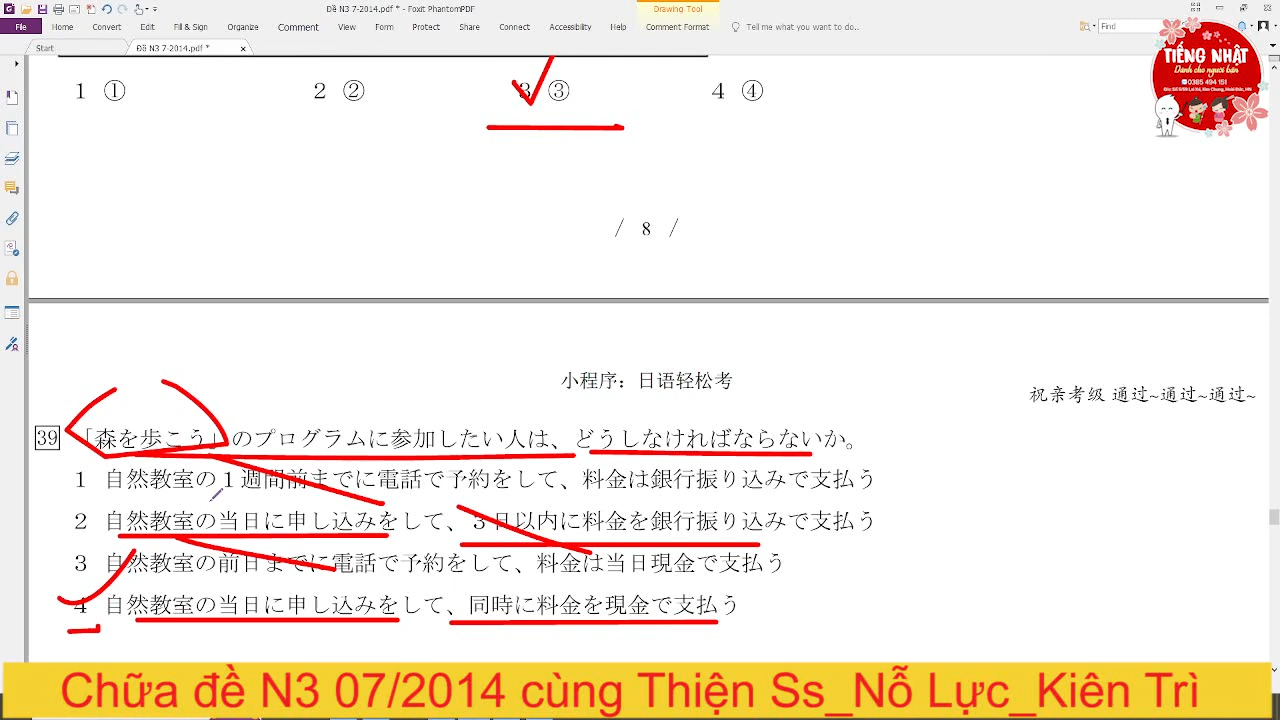 Đề N3 7-2014.pdf * - Foxit PhantomPDF
Drawing Tool
File Home Convert Edit Organize Comment View Form Protect Share Connect Accessibility Help Comment Format Tell me what you want to do.. Find
Start Đề N3 7-2014.pdf *
TIẾNG NHẬT
Dành cho người bận
0385 494 151
1 ① 2 ② 3 ③ 4 ④
/ 8 /
小程序：日语轻松考
祝亲考级 通过~通过~通过~
39 「森を歩こう」のプログラムに参加したい人は、どうしなければならないか。
1 自然教室の１週間前までに電話で予約をして、料金は銀行振り込みで支払う
2 自然教室の当日に申し込みをして、３日以内に料金を銀行振り込みで支払う
3 自然教室の前日までに電話で予約をして、料金は当日現金で支払う
4 自然教室の当日に申し込みをして、同時に料金を現金で支払う
Chữa đề N3 07/2014 cùng Thiện Ss_Nỗ Lực_Kiên Trì